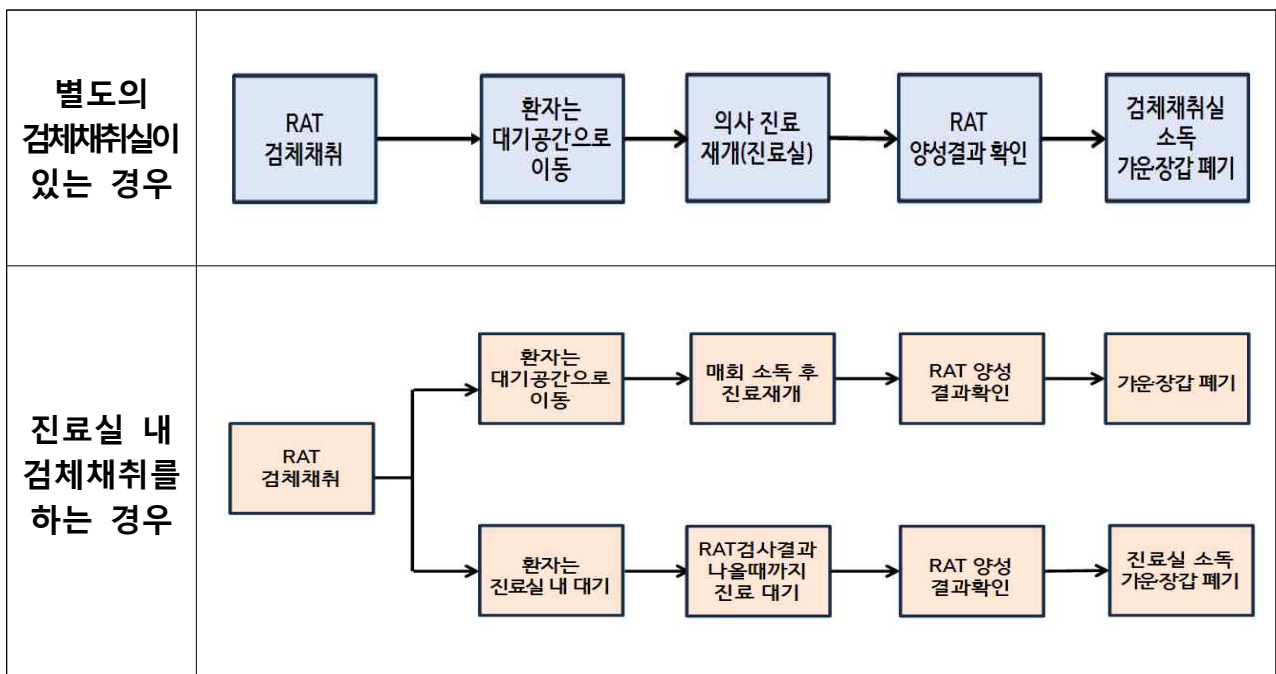 별도의
검체채취실이
있는 경우
RAT
검체채취
환자는
대기공간으로
이동
의사 진료
재개(진료실)
RAT
양성결과 확인
검체채취실
소독
가운·장갑 폐기
진료실 내
검체채취를
하는 경우
RAT
검체채취
환자는
대기공간으로
이동
매회 소독 후
진료재개
RAT 양성
결과확인
가운·장갑 폐기
환자는
진료실 내 대기
RAT검사결과
나올때까지
진료 대기
RAT 양성
결과확인
진료실 소독
가운·장갑 폐기